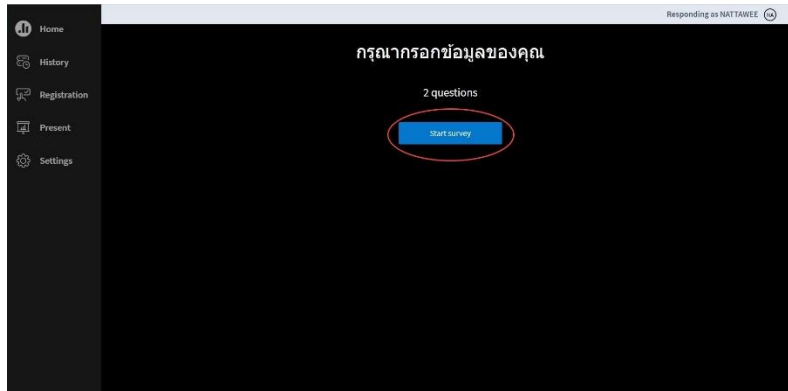 Responding as NATTAWEE NA
Home
History
Registration
Present
Settings
กรุณากรอกข้อมูลของคุณ
2 questions
Start survey